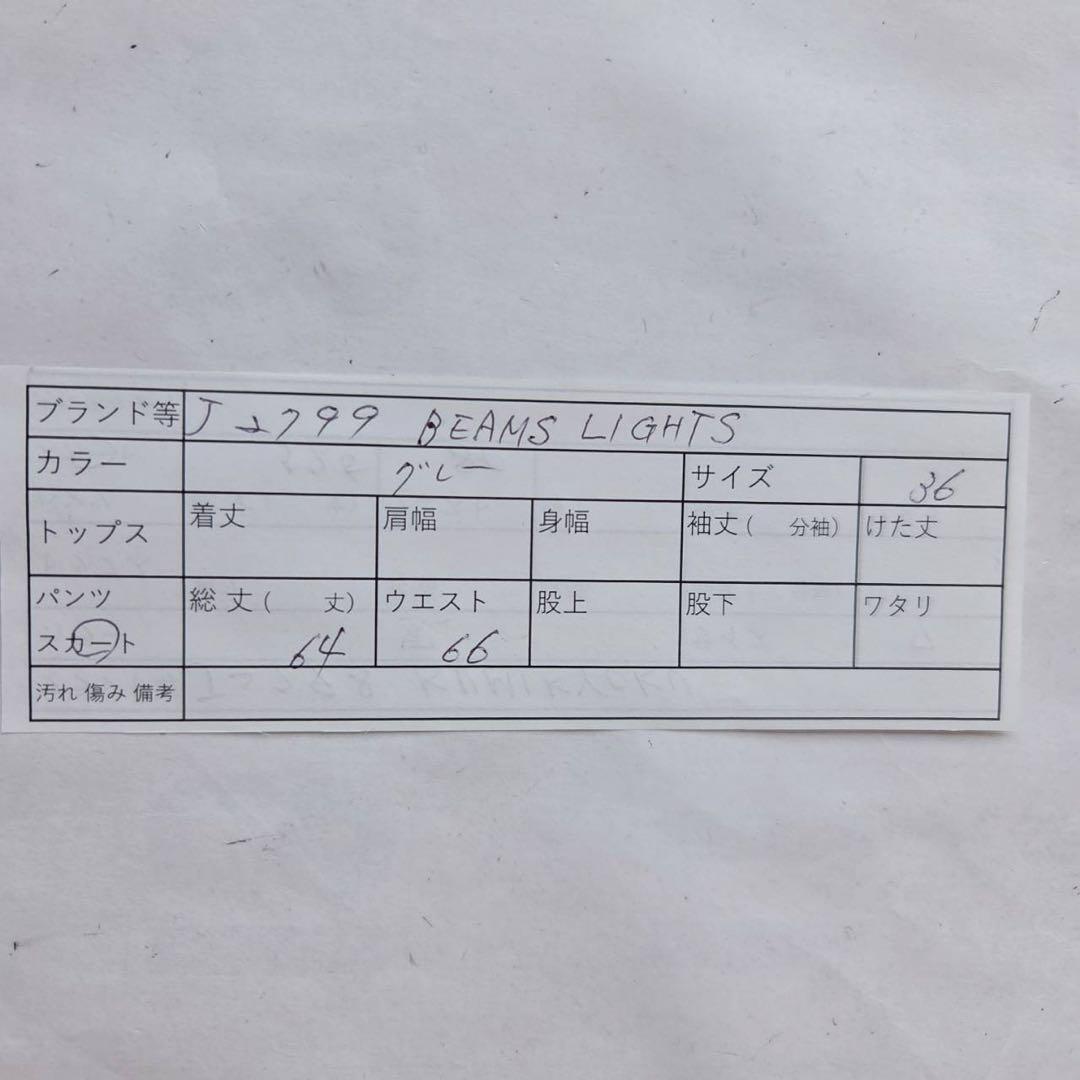 ブランド等 J-2799 BEAMS LIGHTS
カラー グレー サイズ 36
トップス 着丈 肩幅 身幅 袖丈( 分袖) けた丈
パンツ 総丈( 丈) ウエスト 股上 股下 ワタリ
スカート 64 66
汚れ 傷み 備考